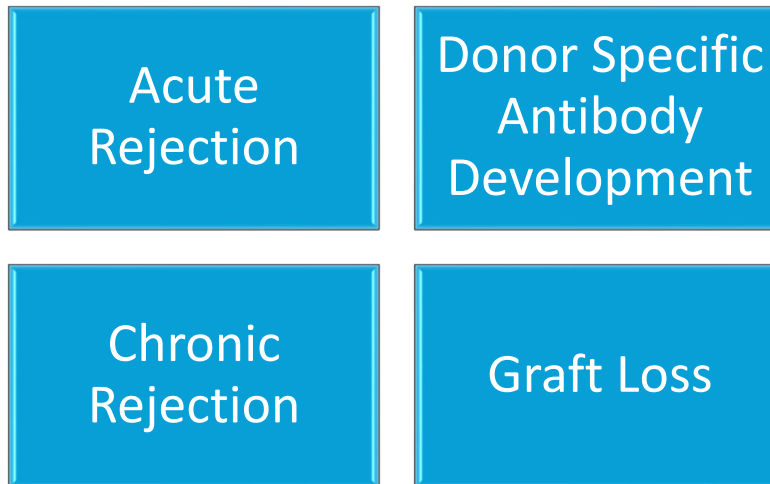 Acute
Rejection
Donor Specific
Antibody
Development
Chronic
Rejection
Graft Loss